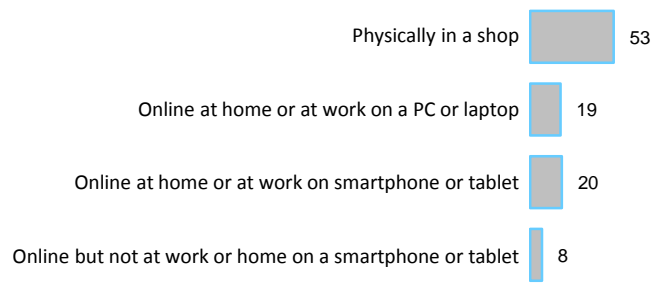 Physically in a shop 53
Online at home or at work on a PC or laptop 19
Online at home or at work on smartphone or tablet 20
Online but not at work or home on a smartphone or tablet 8